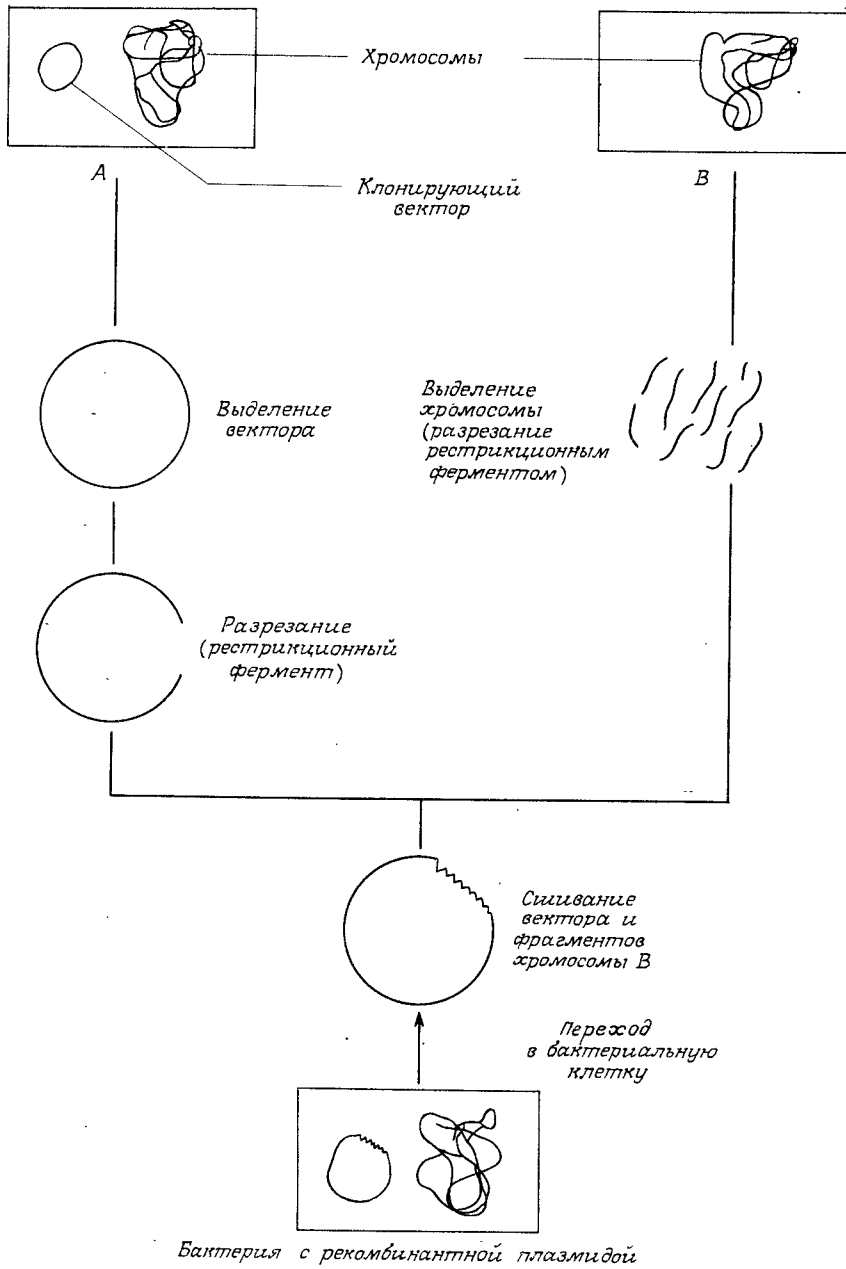 Хромосомы
А
В
Клонирующий
вектор
Выделение
вектора
Выделение
хромосомы
(разрезание
рестрикционным
ферментом)
Разрезание
(рестрикционный
фермент)
Сшивание
вектора и
фрагментов
хромосомы В
Переход
в бактериальную
клетку
Бактерия с рекомбинантной плазмидой